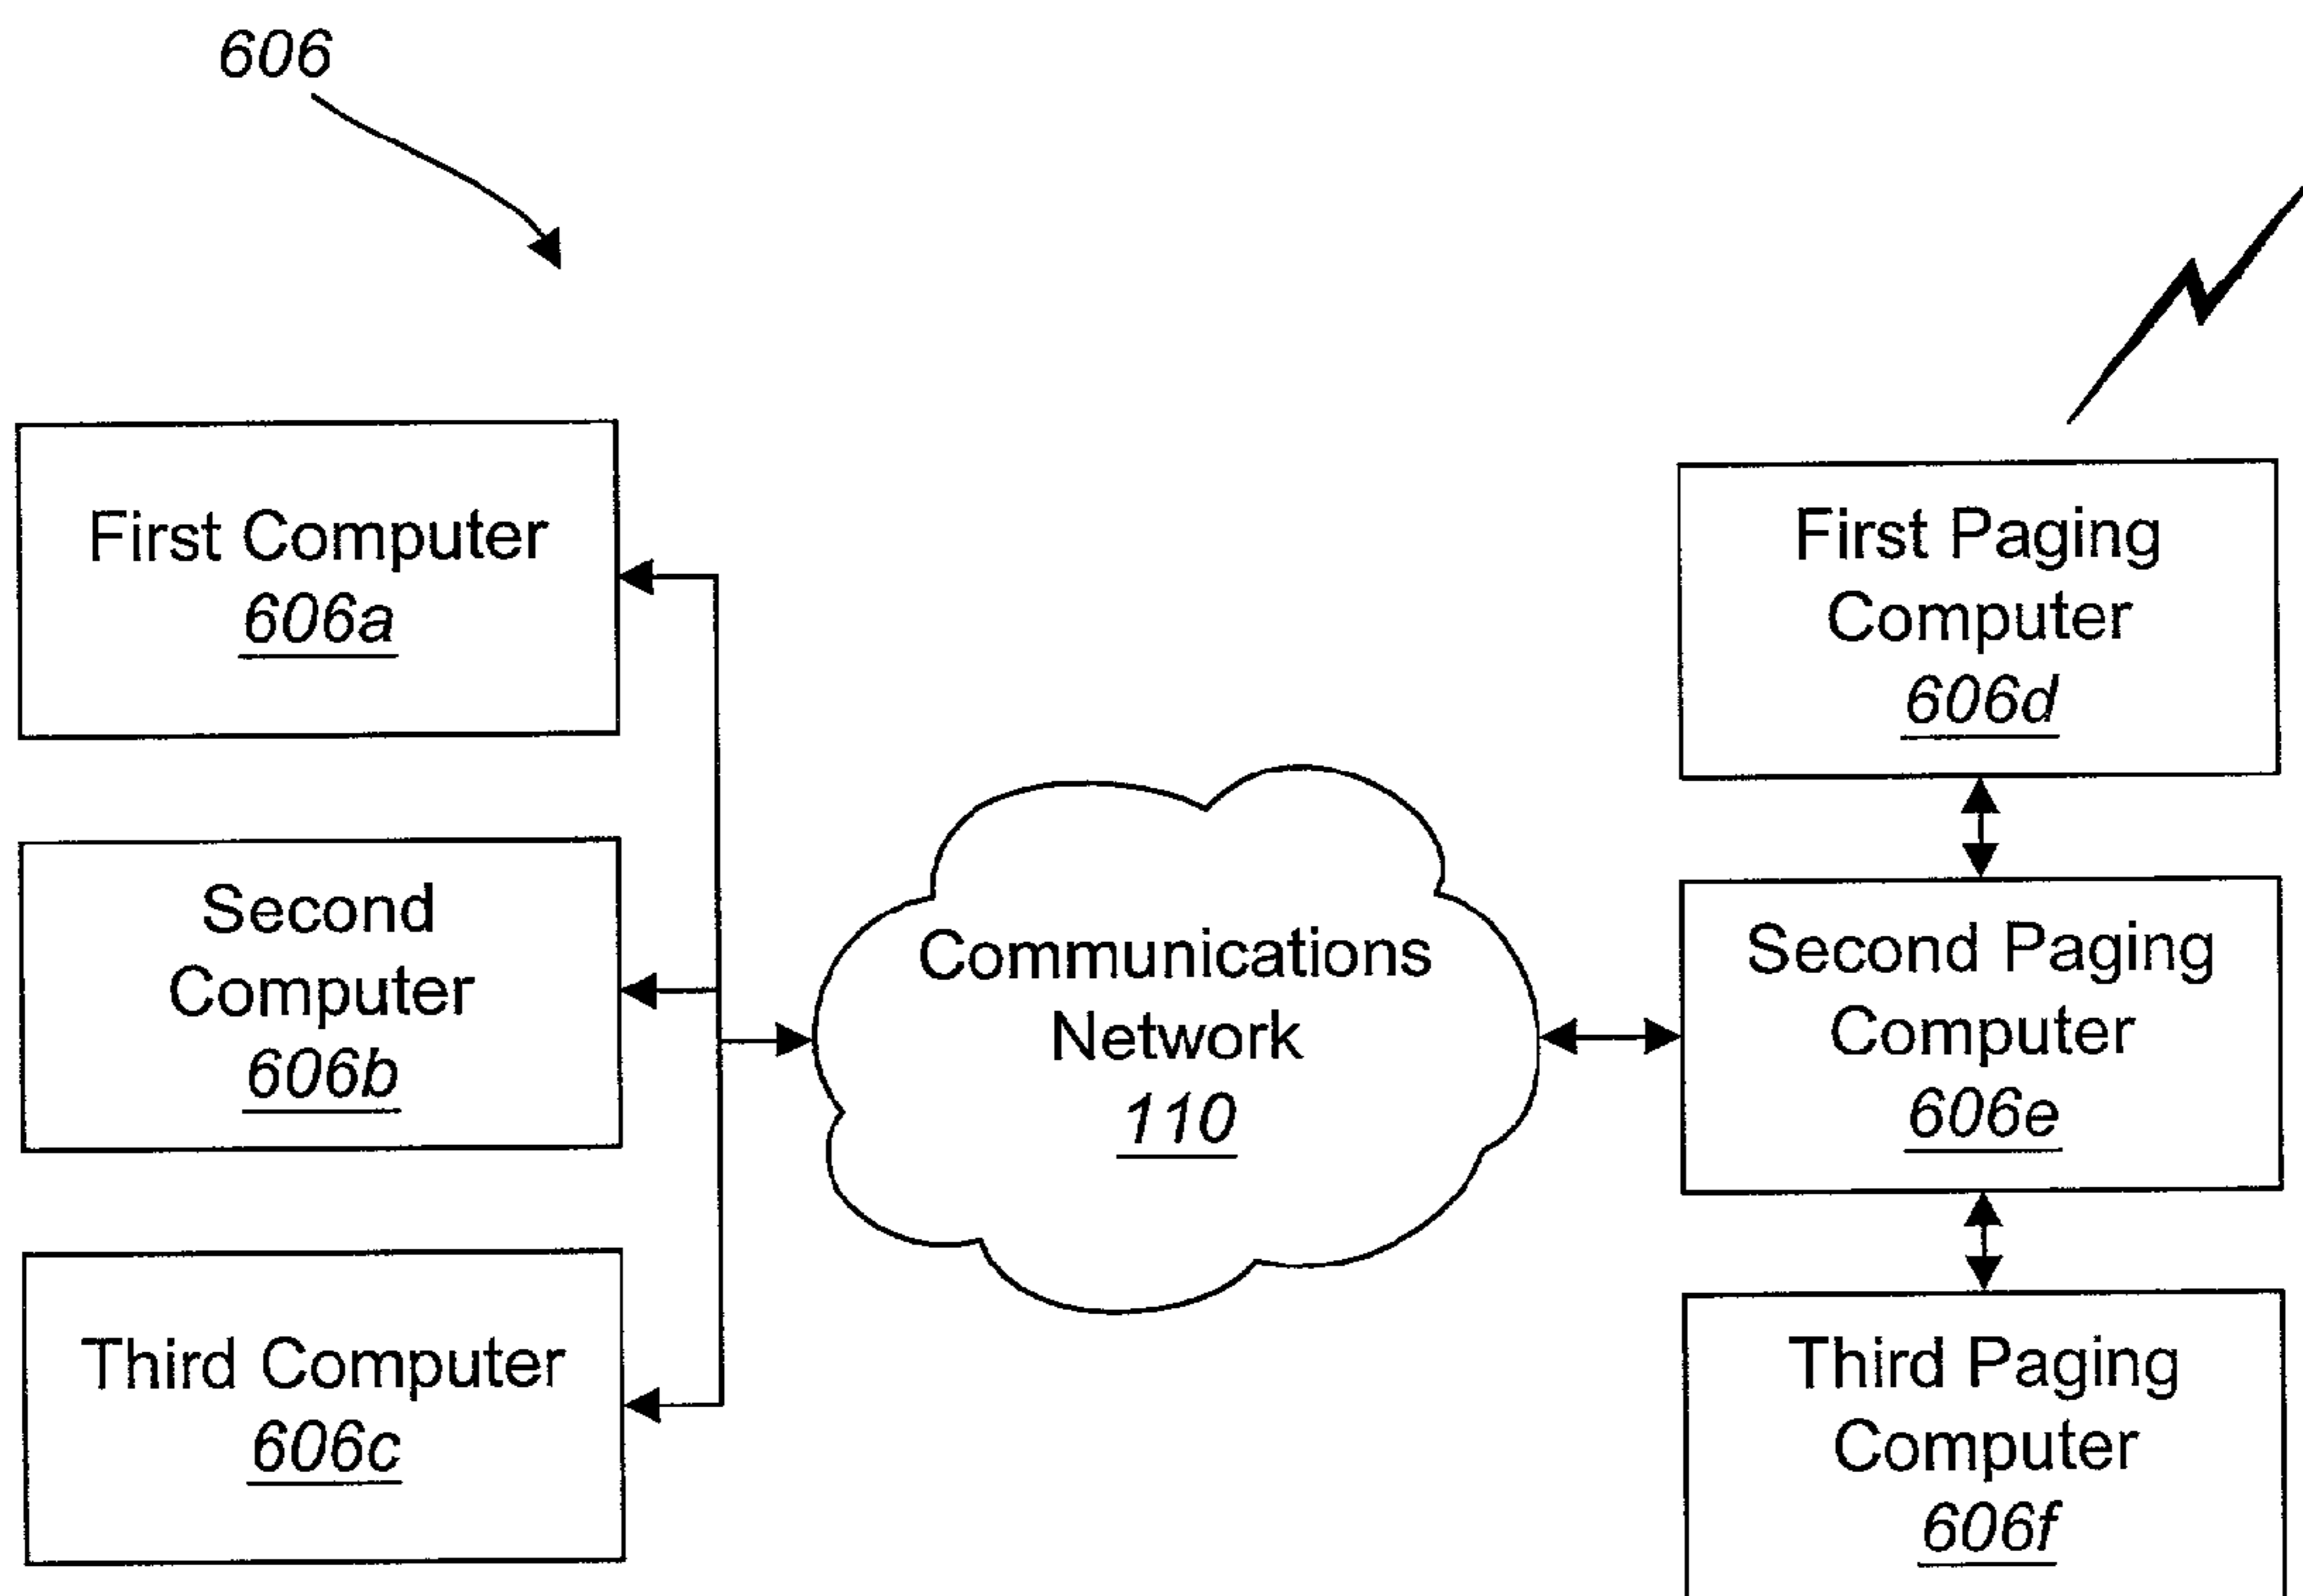 606
First Computer
606a
Second
Computer
606b
Third Computer
606c
Communications
Network
110
First Paging
Computer
606d
Second Paging
Computer
606e
Third Paging
Computer
606f